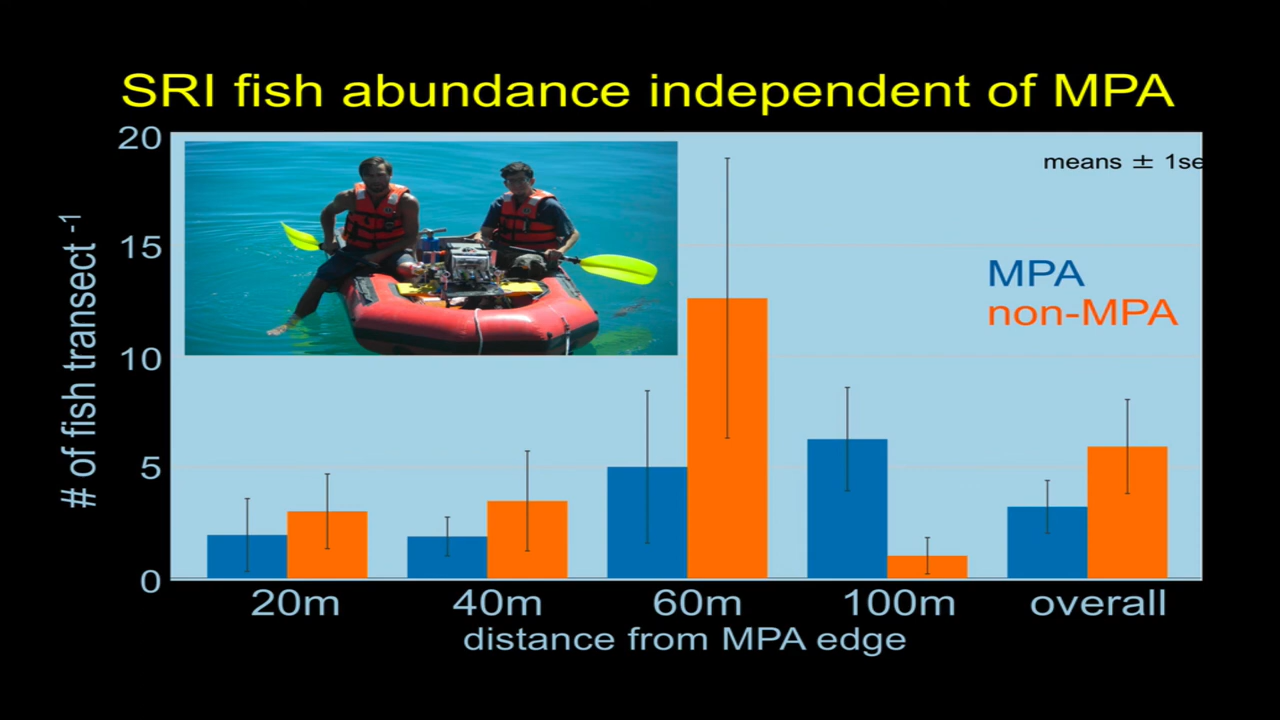 SRI fish abundance independent of MPA
20
means ± 1se
15
MPA
non-MPA
10
5
0
# of fish transect -1
20m 40m 60m 100m overall
distance from MPA edge